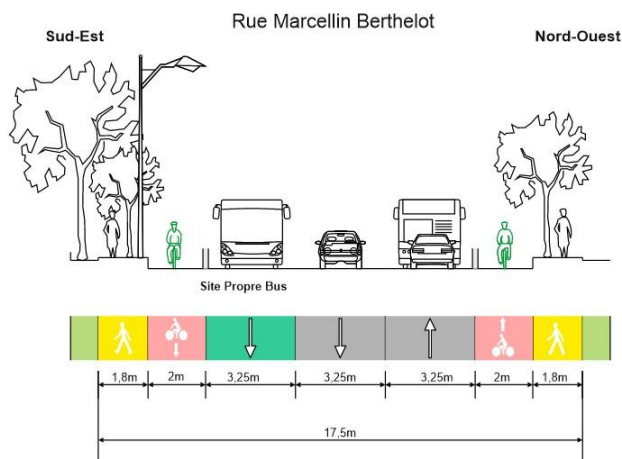 Rue Marcellin Berthelot
Sud-Est
Nord-Ouest
Site Propre Bus
1,8m
2m
3,25m
3,25m
3,25m
2m
1,8m
17,5m